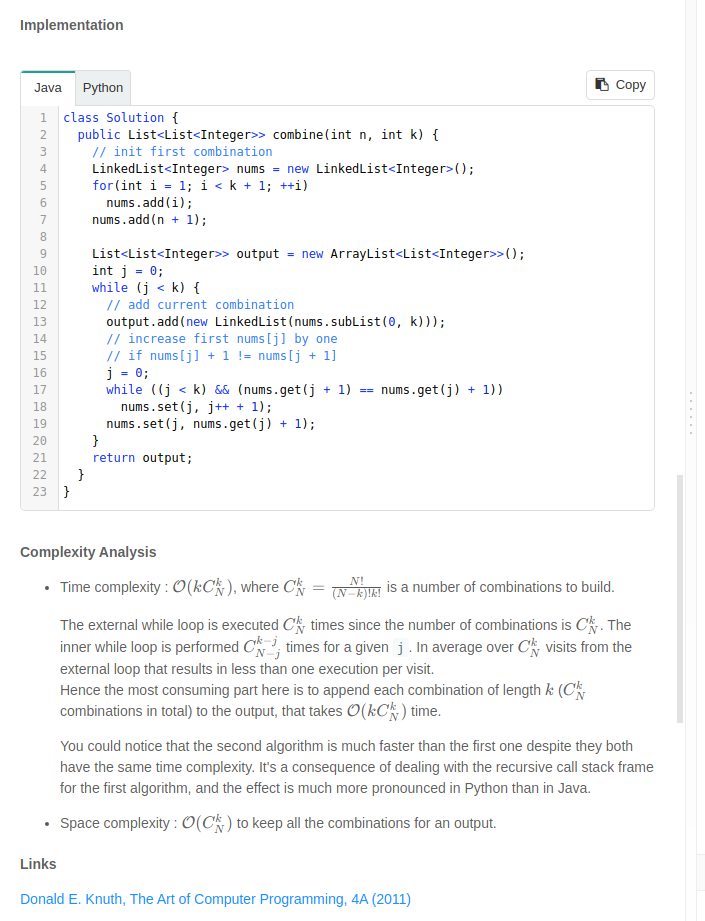 Implementation
Java Python Copy
1 class Solution {
2   public List<List<Integer>> combine(int n, int k) {
3     // init first combination
4     LinkedList<Integer> nums = new LinkedList<Integer>();
5     for(int i = 1; i < k + 1; ++i)
6       nums.add(i);
7     nums.add(n + 1);
8
9     List<List<Integer>> output = new ArrayList<List<Integer>>();
10     int j = 0;
11     while (j < k) {
12       // add current combination
13       output.add(new LinkedList(nums.subList(0, k)));
14       // increase first nums[j] by one
15       // if nums[j] + 1 != nums[j + 1]
16       j = 0;
17       while ((j < k) && (nums.get(j + 1) == nums.get(j) + 1))
18         nums.set(j, j++ + 1);
19       nums.set(j, nums.get(j) + 1);
20     }
21     return output;
22   }
23 }
Complexity Analysis
• Time complexity : $\mathcal{O}(k C_N^k)$, where $C_N^k = \frac{N!}{(N-k)!k!}$ is a number of combinations to build.
The external while loop is executed $C_N^k$ times since the number of combinations is $C_N^k$. The
inner while loop is performed $C_{N-j}^{k-j}$ times for a given j. In average over $C_N^k$ visits from the
external loop that results in less than one execution per visit.
Hence the most consuming part here is to append each combination of length $k$ ($C_N^k$
combinations in total) to the output, that takes $\mathcal{O}(k C_N^k)$ time.
You could notice that the second algorithm is much faster than the first one despite they both
have the same time complexity. It's a consequence of dealing with the recursive call stack frame
for the first algorithm, and the effect is much more pronounced in Python than in Java.
• Space complexity : $\mathcal{O}(C_N^k)$ to keep all the combinations for an output.
Links
Donald E. Knuth, The Art of Computer Programming, 4A (2011)